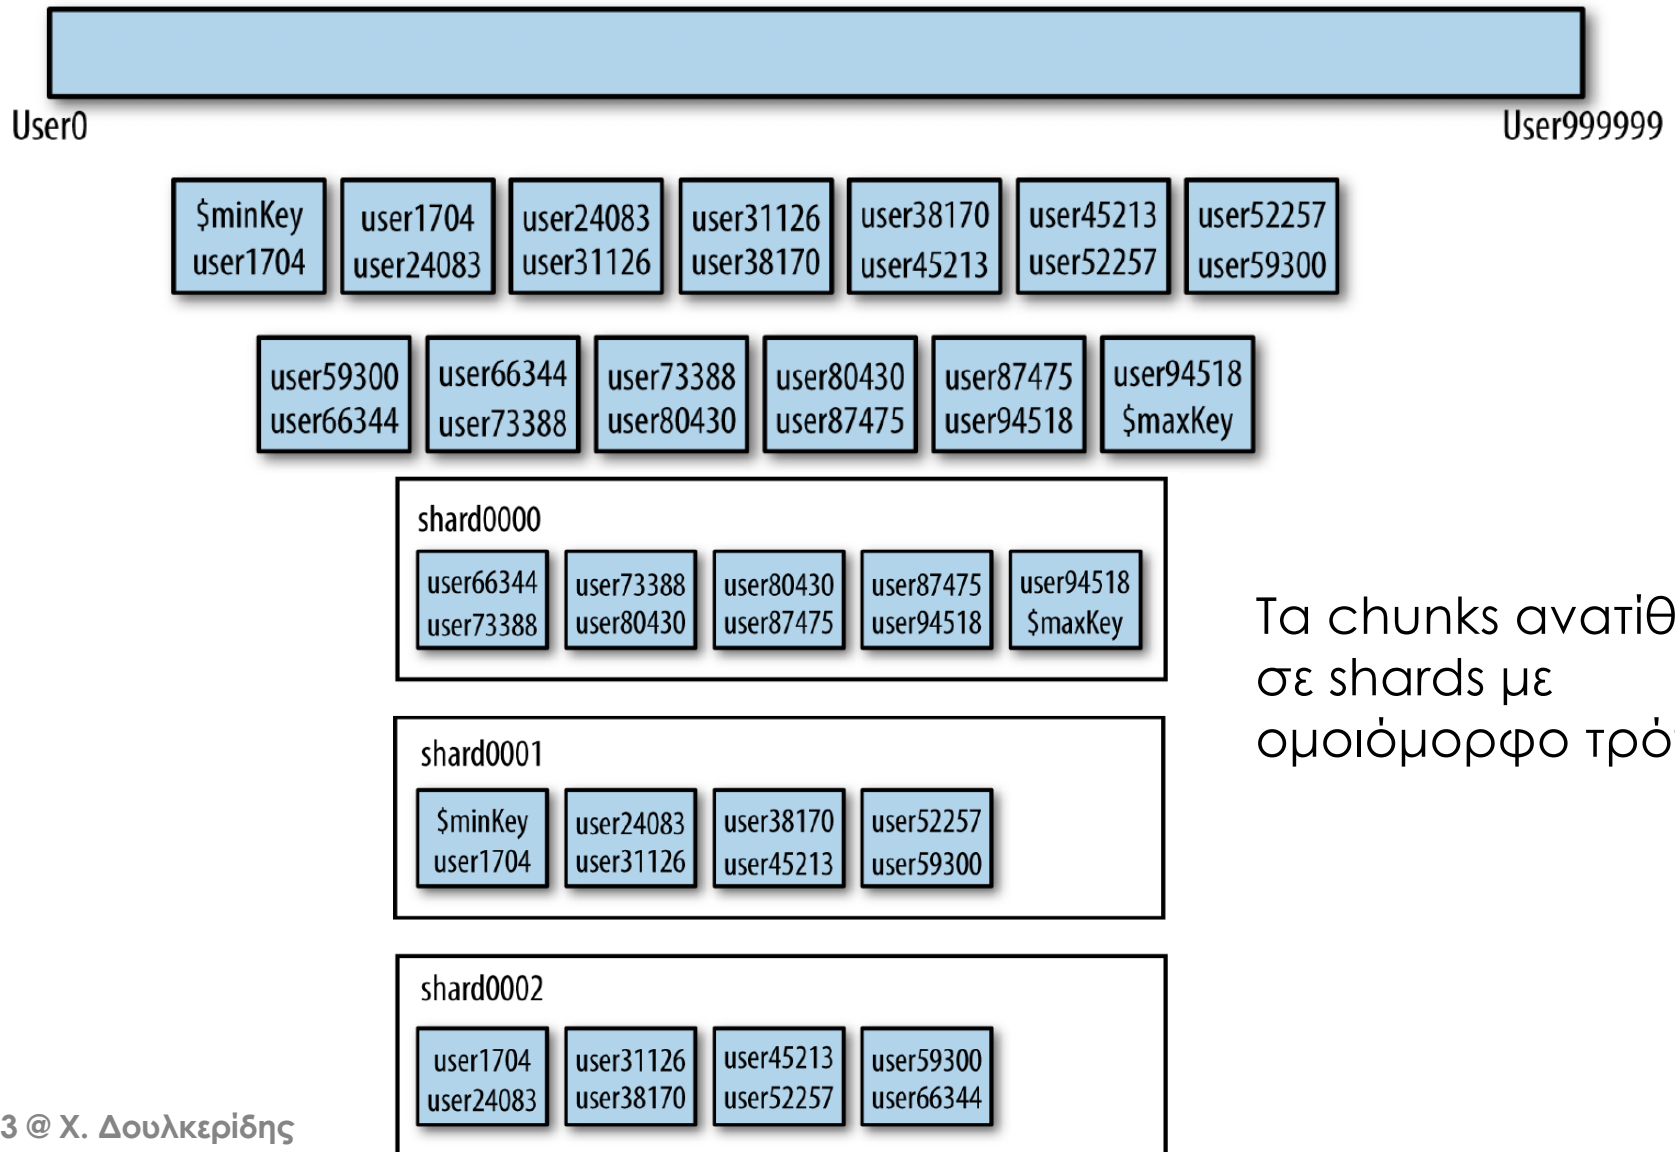 User0 User999999
$minKey user1704 user24083 user31126 user38170 user45213 user52257
user1704 user24083 user31126 user38170 user45213 user52257 user59300
user59300 user66344 user73388 user80430 user87475 user94518
user66344 user73388 user80430 user87475 user94518 $maxKey
shard0000
user66344 user73388 user80430 user87475 user94518
user73388 user80430 user87475 user94518 $maxKey
Τα chunks
σε shards με
ομοιόμορφο
shard0001
$minKey user24083 user38170 user52257
user1704 user31126 user45213 user59300
shard0002
user1704 user31126 user45213 user59300
user24083 user38170 user52257 user66344
3 @ Χ. Δουλκερίδης